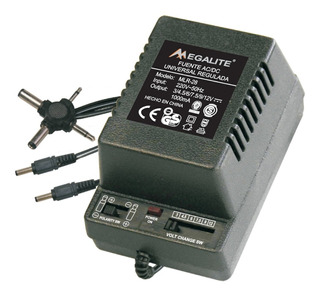 MEGALITE®
FUENTE AC/DC
UNIVERSAL REGULADA
Modelo: MLR-28
Input: 220V~50Hz
Output: 3/4.5/6/7.5/9/12V
1000mA
HECHO EN CHINA
CE
POLARITY SW
POWER
ON
VOLT CHANGE SW